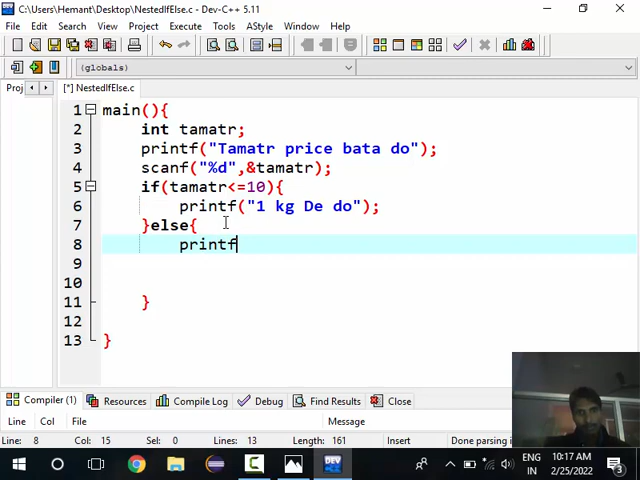 C:\Users\Hemant\Desktop\NestedIfElse.c - Dev-C++ 5.11
File Edit Search View Project Execute Tools AStyle Window Help
(globals)
Proj [*] NestedIfElse.c
1 main(){
2 int tamatr;
3 printf("Tamatr price bata do");
4 scanf("%d",&tamatr);
5 if(tamatr<=10){
6 printf("1 kg De do");
7 }else{
8 printf
9
10
11 }
12
13 }
Compiler (1) Resources Compile Log Debug Find Results Close
Line Col File Message
Line: 8 Col: 15 Sel: 0 Lines: 13 Length: 161 Insert Done parsing i
DEV
ENG 10:17 AM
IN 2/25/2022
3